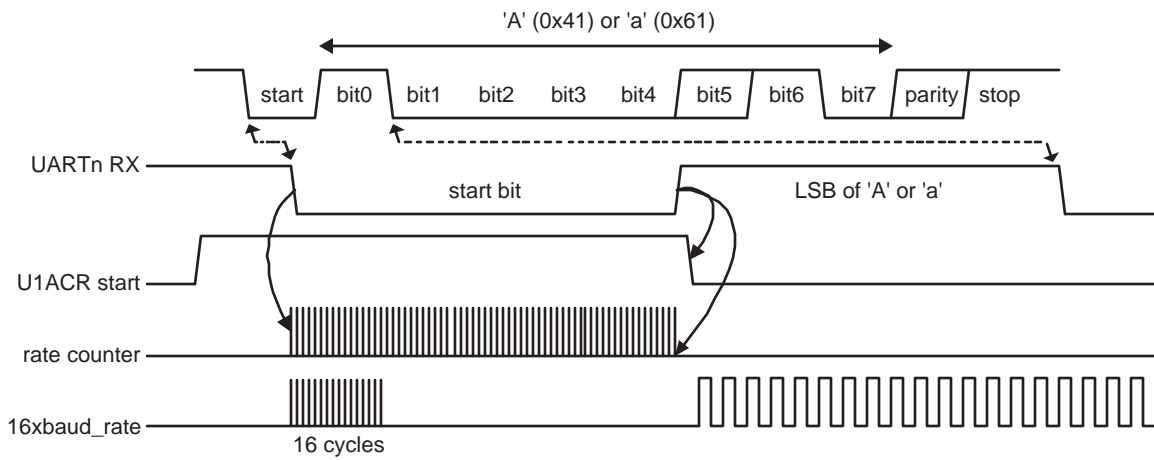 'A' (0x41) or 'a' (0x61)
start bit0 bit1 bit2 bit3 bit4 bit5 bit6 bit7 parity stop
UARTn RX
start bit
LSB of 'A' or 'a'
U1ACR start
rate counter
16xbaud_rate
16 cycles